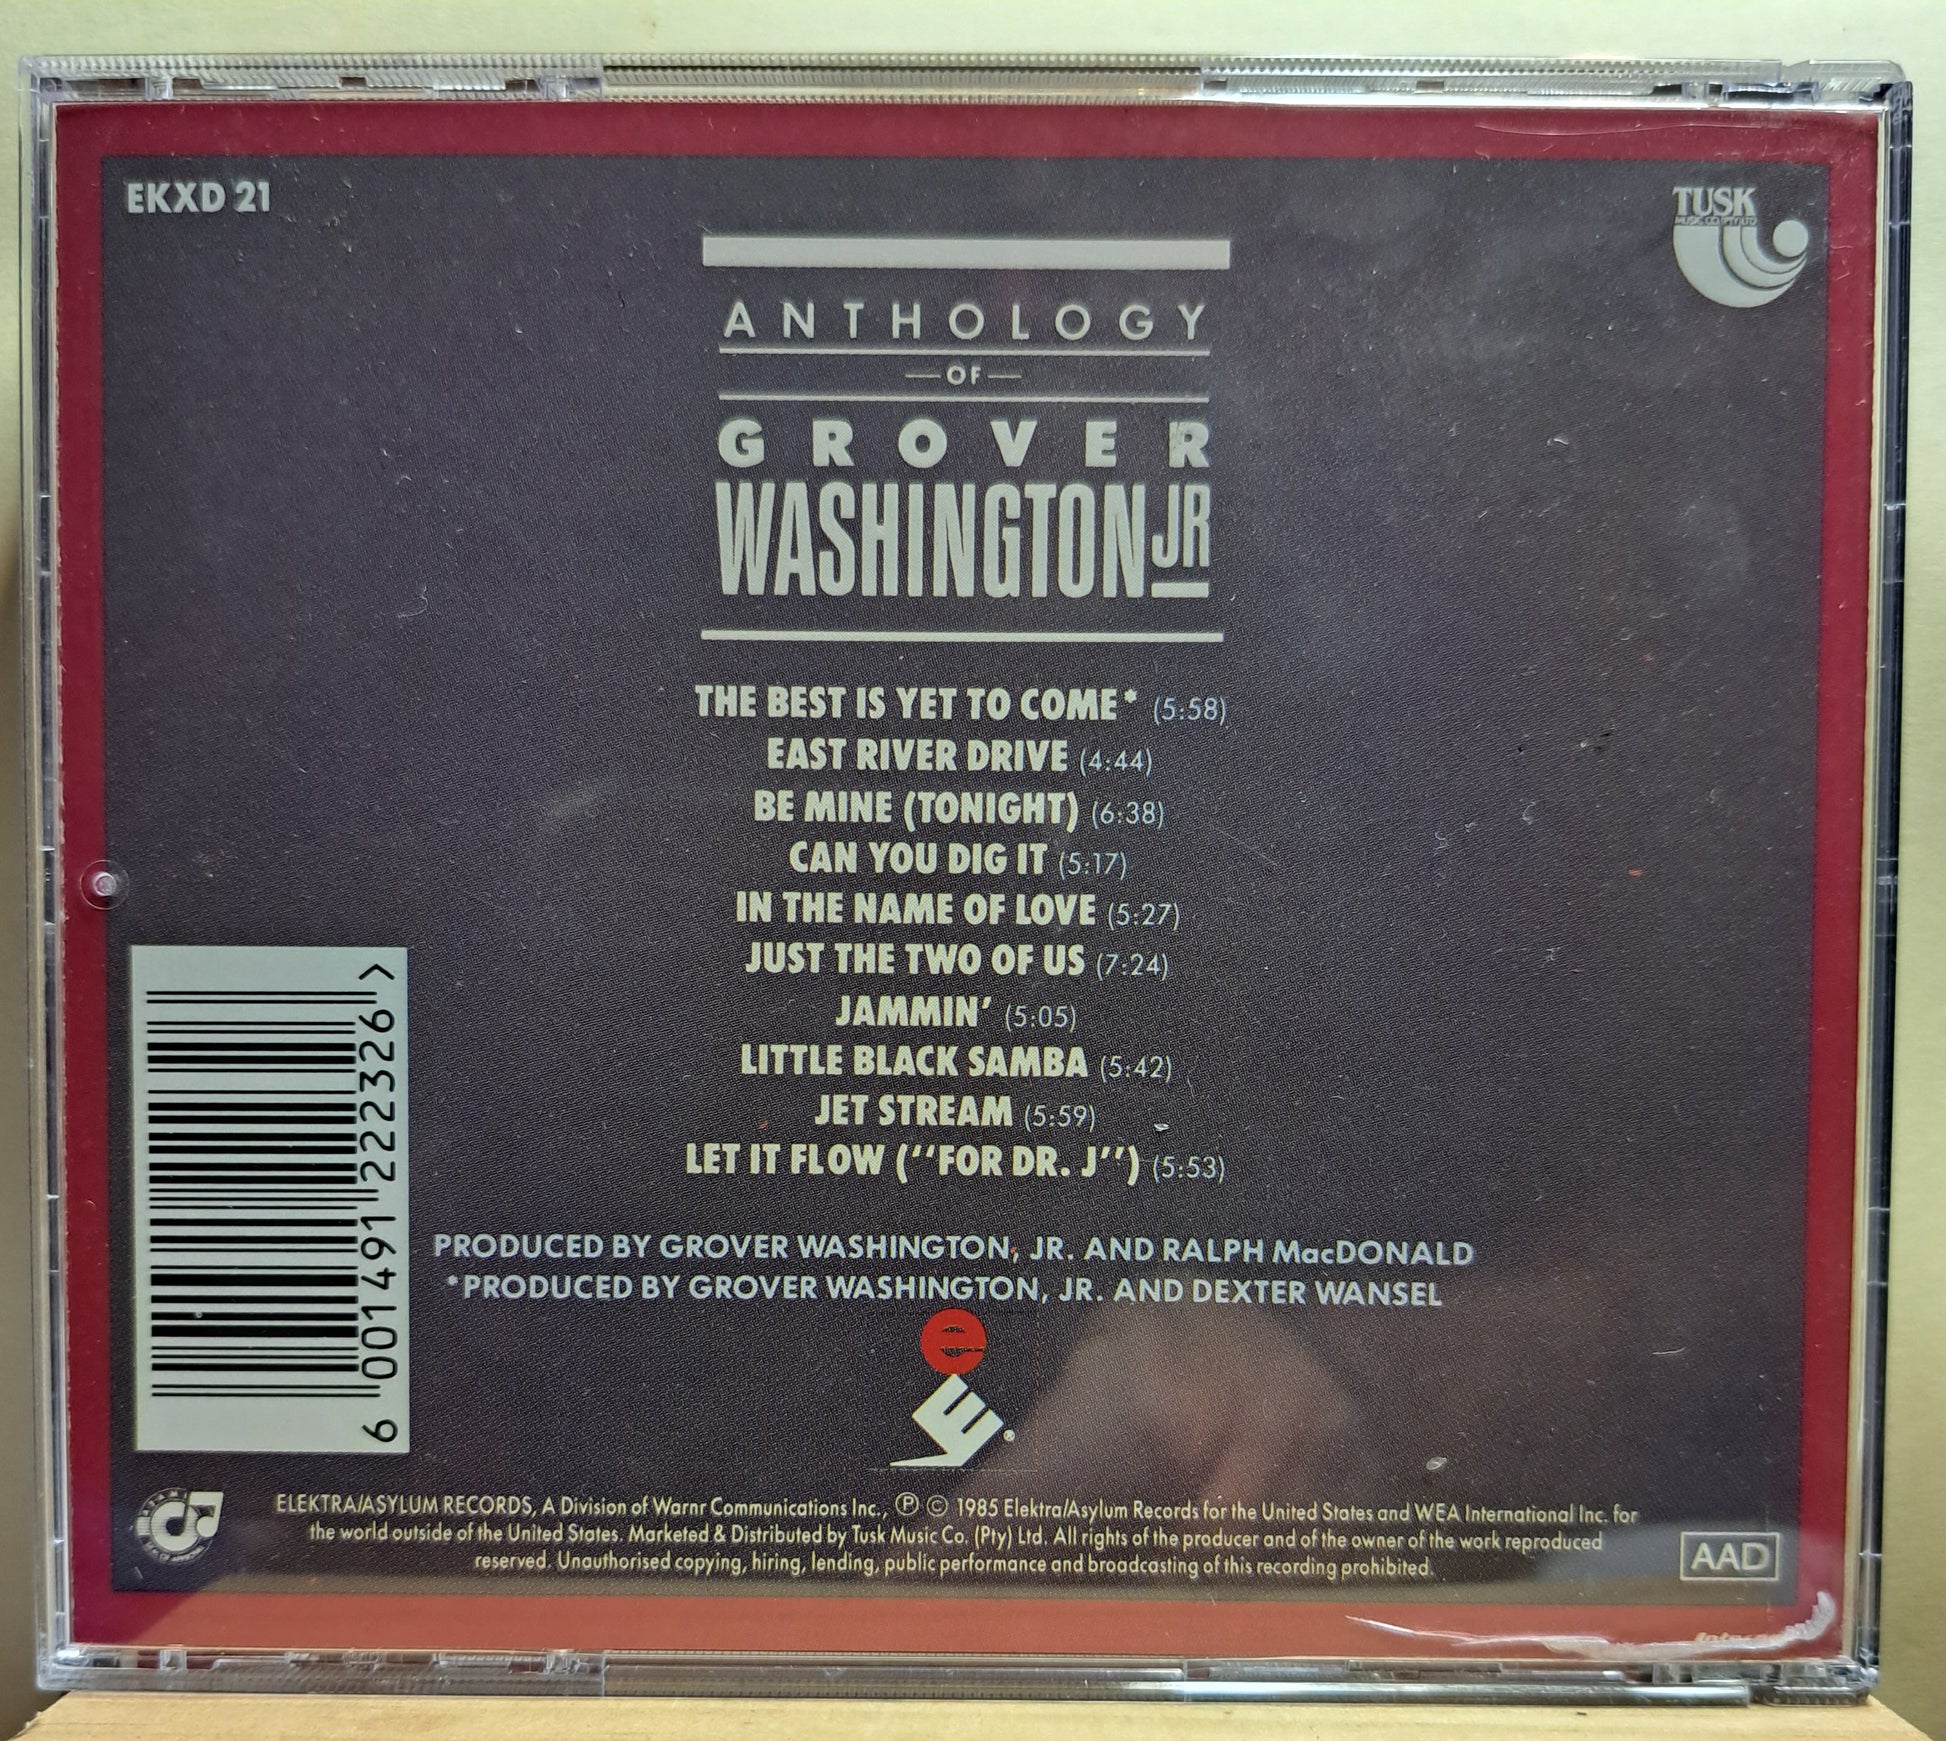 EKXD 21
TUSK
MUSIC CO. (PTY) LTD
ANTHOLOGY
—OF—
GROVER
WASHINGTON JR
THE BEST IS YET TO COME* (5:58)
EAST RIVER DRIVE (4:44)
BE MINE (TONIGHT) (6:38)
CAN YOU DIG IT (5:17)
IN THE NAME OF LOVE (5:27)
JUST THE TWO OF US (7:24)
JAMMIN' (5:05)
LITTLE BLACK SAMBA (5:42)
JET STREAM (5:59)
LET IT FLOW (''FOR DR. J'') (5:53)
6 001491 222326 >
PRODUCED BY GROVER WASHINGTON, JR. AND RALPH MacDONALD
*PRODUCED BY GROVER WASHINGTON, JR. AND DEXTER WANSEL
e
E®
ELEKTRA/ASYLUM RECORDS, A Division of Warnr Communications Inc., ℗ © 1985 Elektra/Asylum Records for the United States and WEA International Inc. for
the world outside of the United States. Marketed & Distributed by Tusk Music Co. (Pty) Ltd. All rights of the producer and of the owner of the work reproduced
reserved. Unauthorised copying, hiring, lending, public performance and broadcasting of this recording prohibited.
AAD